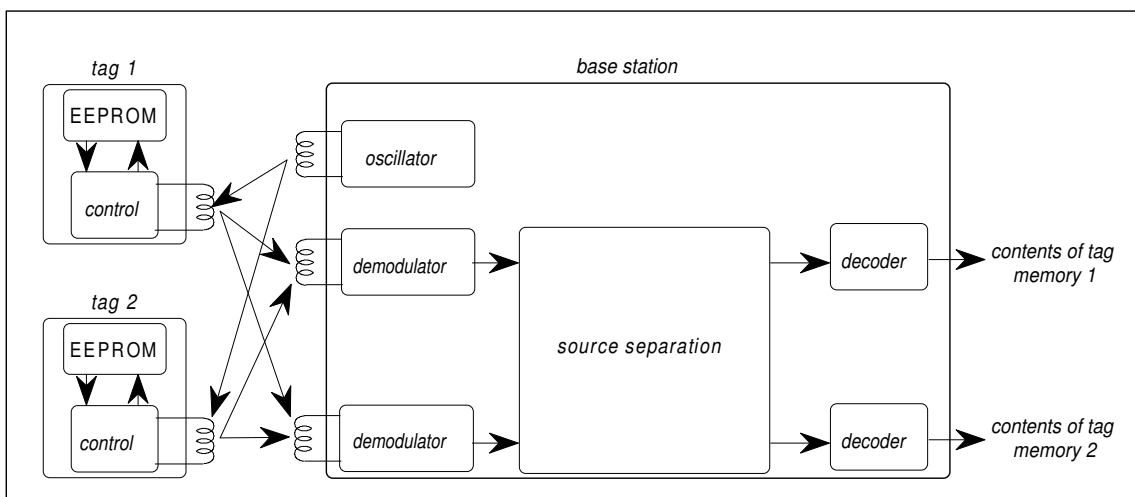 tag 1
EEPROM
control
tag 2
EEPROM
control
base station
oscillator
demodulator
demodulator
source separation
decoder
decoder
contents of tag
memory 1
contents of tag
memory 2